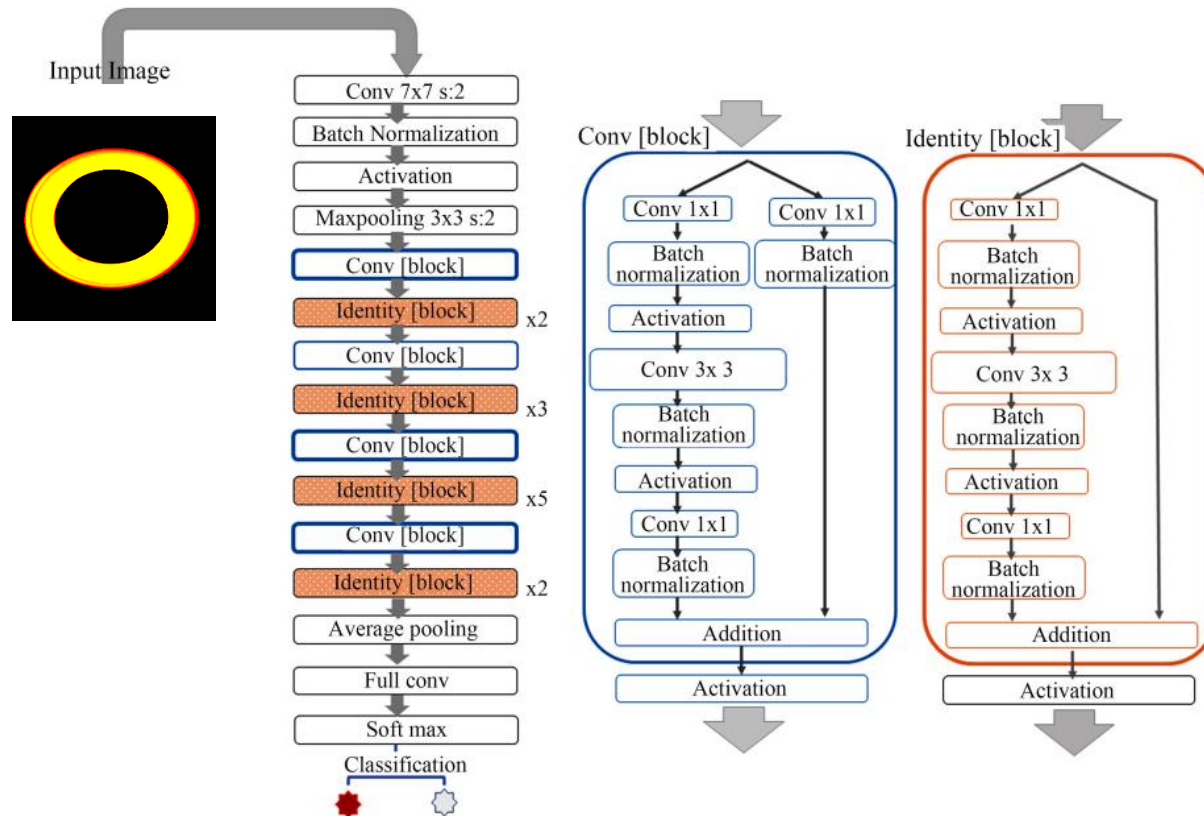 Input Image
Conv 7x7 s:2
Batch Normalization
Activation
Maxpooling 3x3 s:2
Conv [block]
Identity [block]
x2
Conv [block]
Identity [block]
x3
Conv [block]
Identity [block]
x5
Conv [block]
Identity [block]
x2
Average pooling
Full conv
Soft max
Classification
Conv [block]
Conv 1x1
Conv 1x1
Batch
normalization
Batch
normalization
Activation
Conv 3x 3
Batch
normalization
Activation
Conv 1x1
Batch
normalization
Addition
Activation
Identity [block]
Conv 1x1
Batch
normalization
Activation
Conv 3x 3
Batch
normalization
Activation
Conv 1x1
Batch
normalization
Addition
Activation